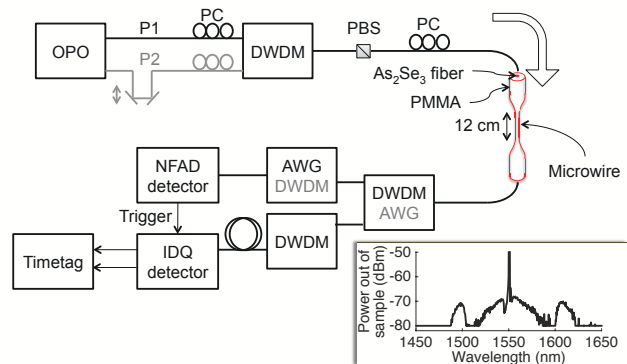 OPO
P1
PC
P2
DWDM
PBS
PC
As2Se3 fiber
PMMA
12 cm
Microwire
NFAD
detector
AWG
DWDM
DWDM
AWG
Trigger
Timetag
IDQ
detector
DWDM
Power out of
sample (dBm)
-50
-60
-70
-80
1450
1500
1550
1600
1650
Wavelength (nm)